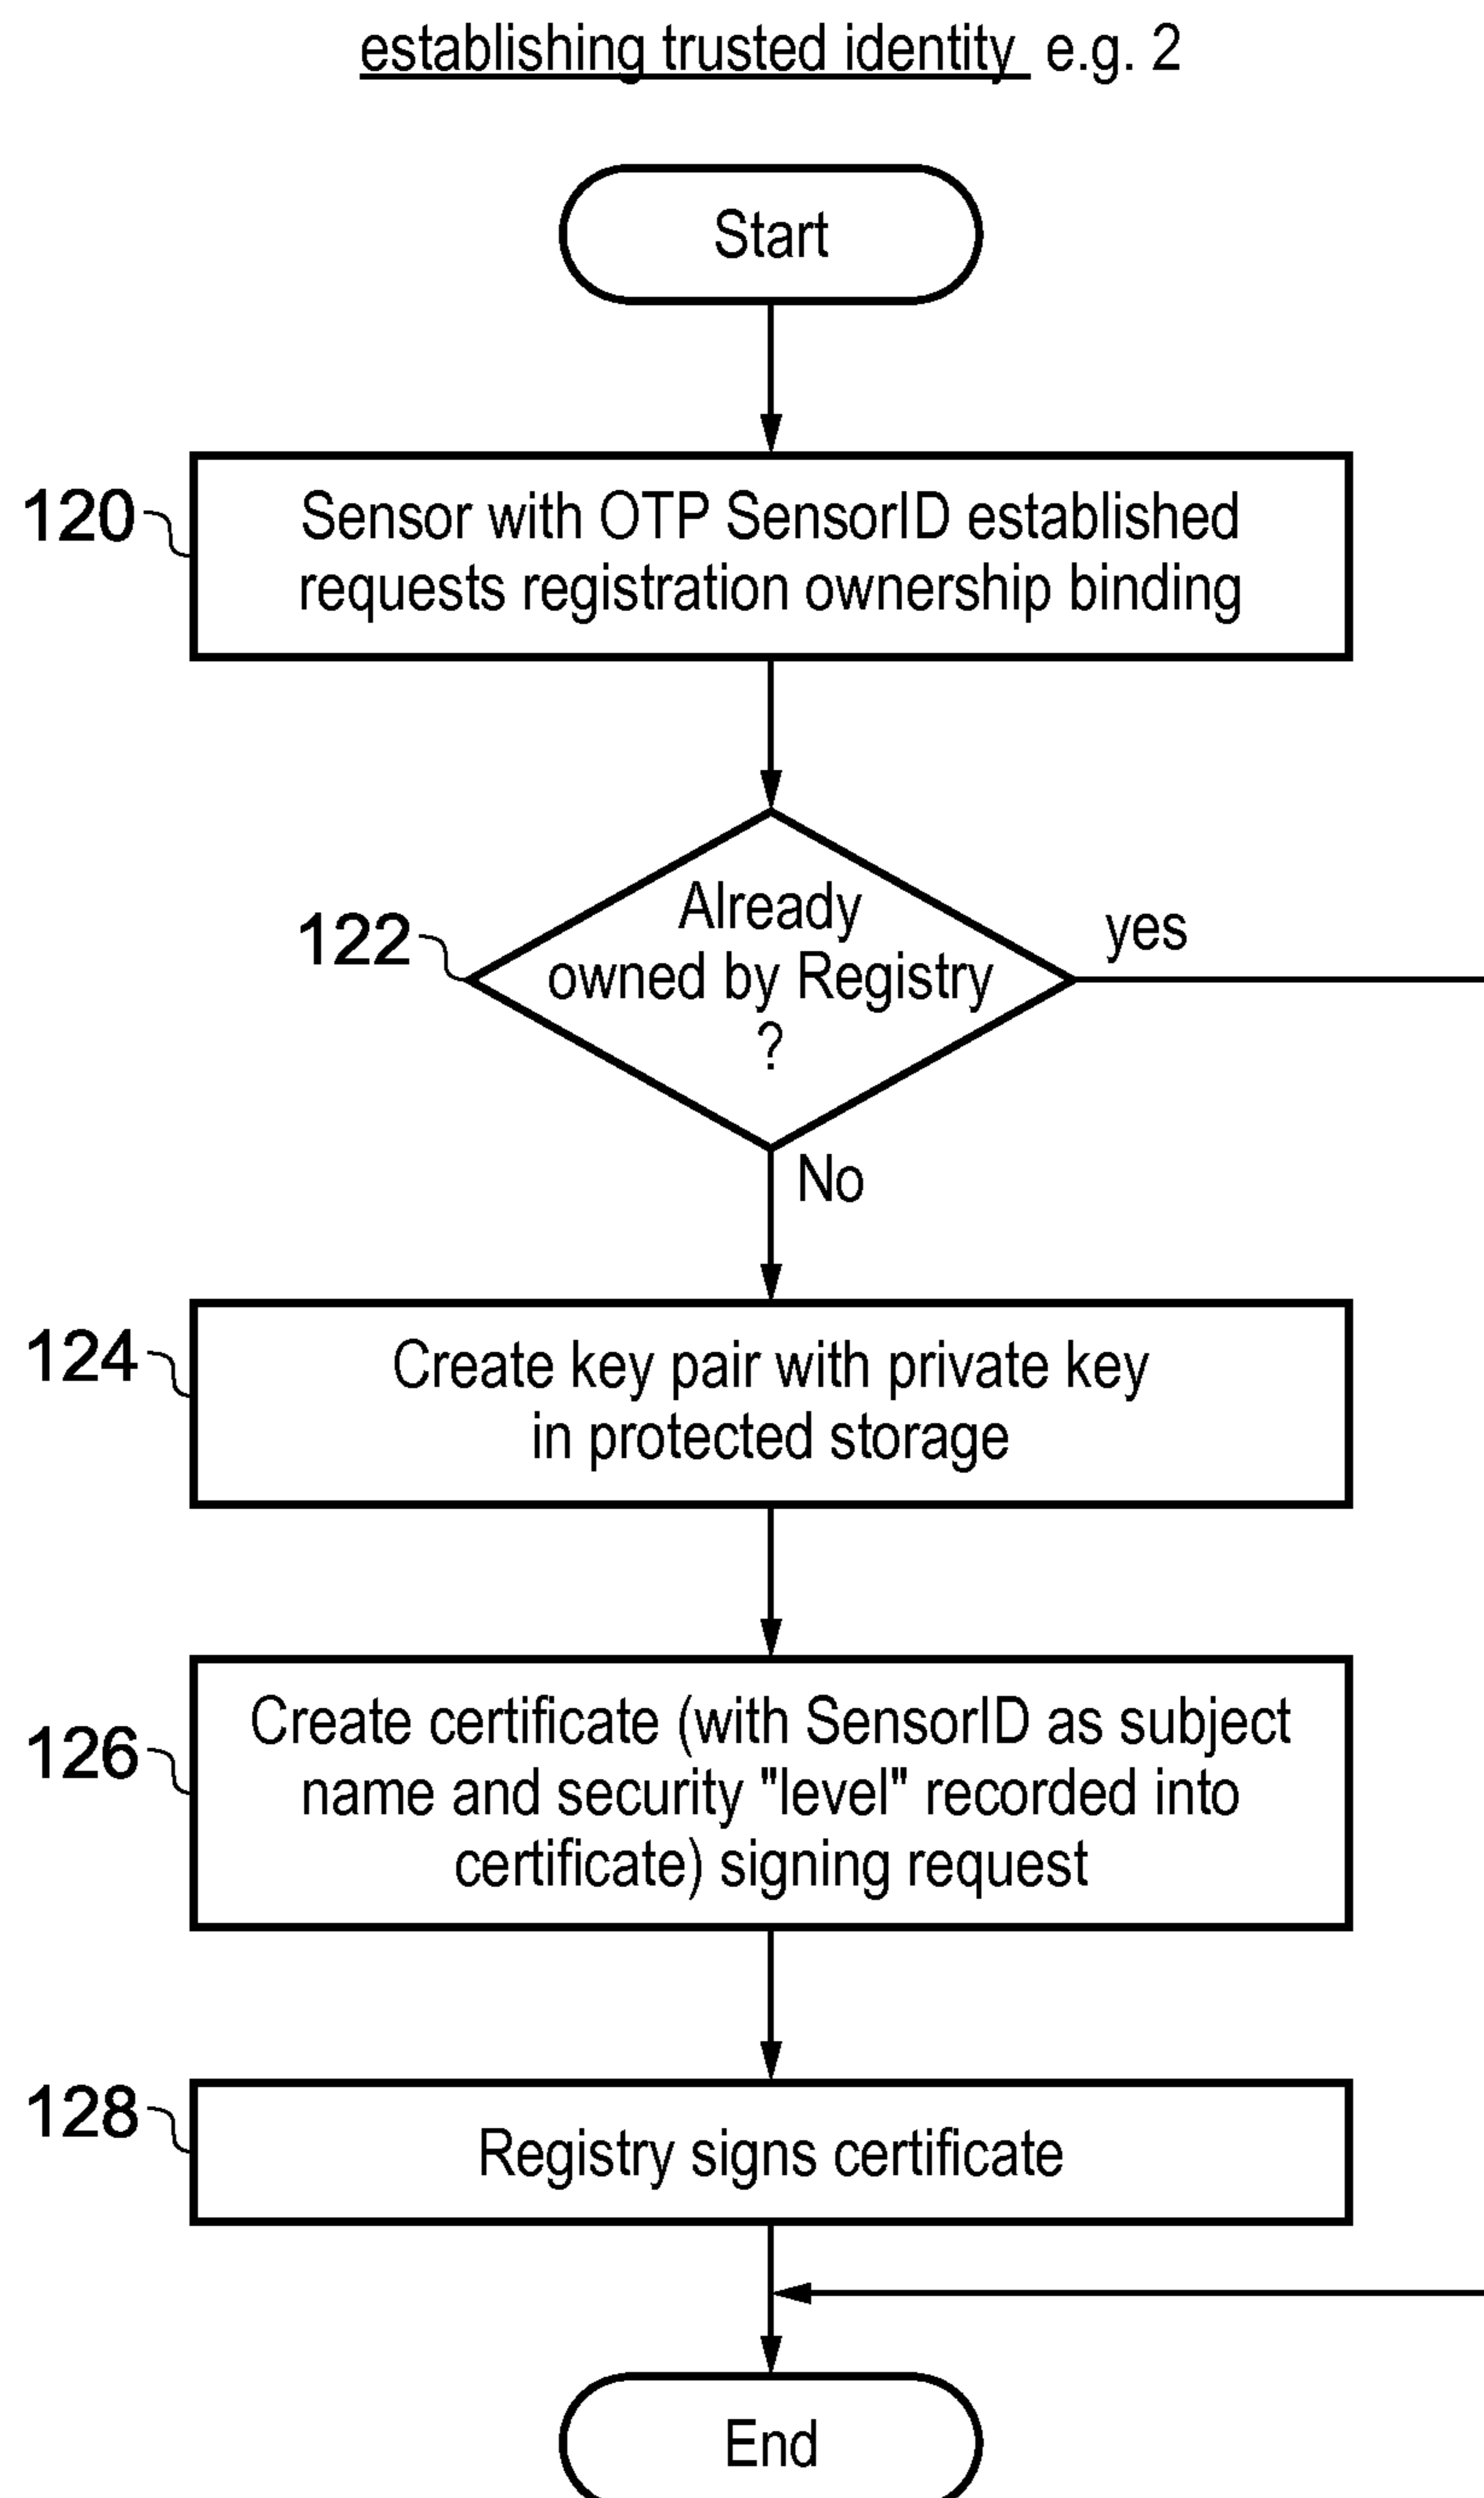 establishing trusted identity e.g. 2
Start
120
Sensor with OTP SensorID established
requests registration ownership binding
122
Already
owned by Registry
?
yes
No
124
Create key pair with private key
in protected storage
126
Create certificate (with SensorID as subject
name and security "level" recorded into
certificate) signing request
128
Registry signs certificate
End